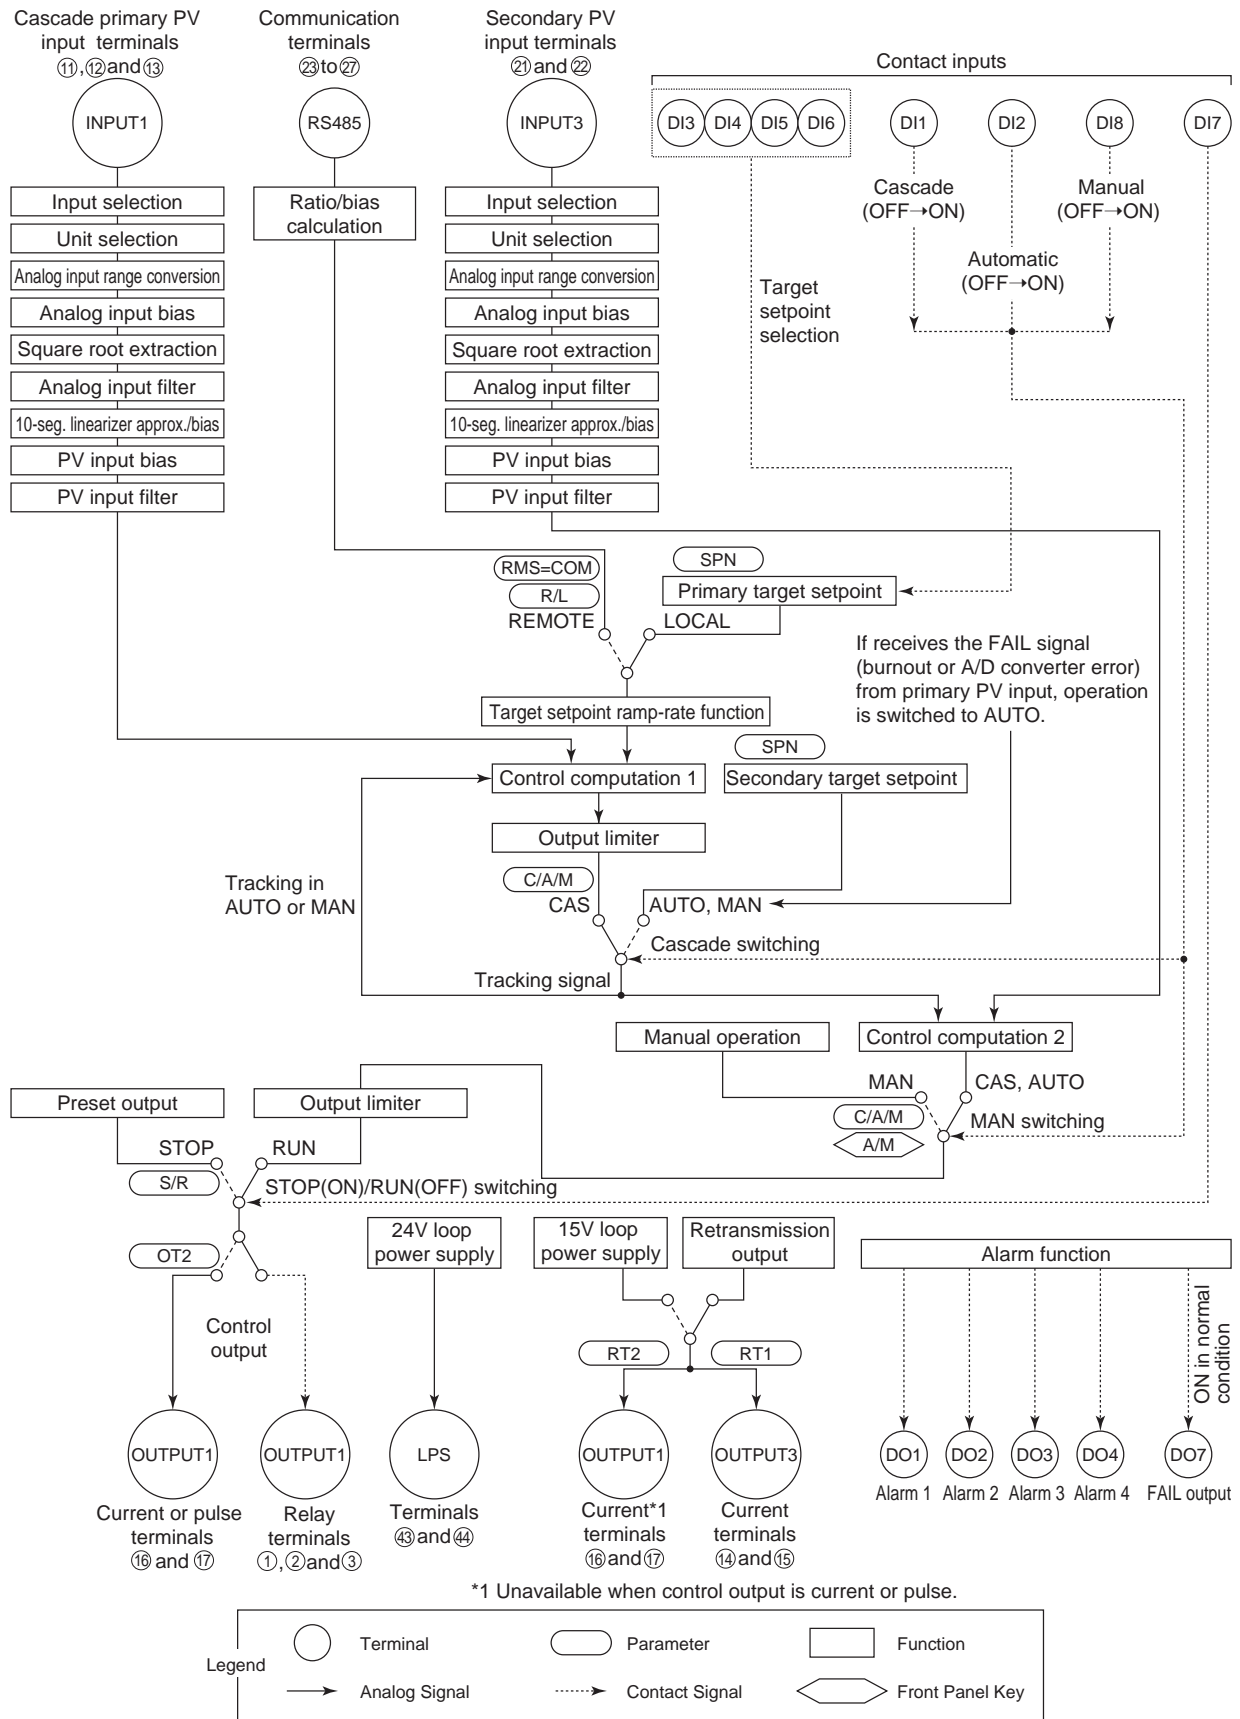 Cascade primary PV
input terminals
⑪,⑫and⑬
Communication
terminals
㉓to㉗
Secondary PV
input terminals
㉑ and ㉒
Contact inputs
INPUT1
RS485
INPUT3
DI3
DI4
DI5
DI6
DI1
DI2
DI8
DI7
Input selection
Unit selection
Analog input range conversion
Analog input bias
Square root extraction
Analog input filter
10-seg. linearizer approx./bias
PV input bias
PV input filter
Ratio/bias
calculation
Input selection
Unit selection
Analog input range conversion
Analog input bias
Square root extraction
Analog input filter
10-seg. linearizer approx./bias
PV input bias
PV input filter
Target
setpoint
selection
Cascade
(OFF→ON)
Automatic
(OFF→ON)
Manual
(OFF→ON)
RMS=COM
R/L
REMOTE
SPN
Primary target setpoint
LOCAL
If receives the FAIL signal
(burnout or A/D converter error)
from primary PV input, operation
is switched to AUTO.
Target setpoint ramp-rate function
SPN
Control computation 1
Secondary target setpoint
Output limiter
Tracking in
AUTO or MAN
C/A/M
CAS
AUTO, MAN
Cascade switching
Tracking signal
Manual operation
Control computation 2
MAN
CAS, AUTO
C/A/M
A/M
MAN switching
Preset output
Output limiter
STOP
RUN
S/R
STOP(ON)/RUN(OFF) switching
OT2
Control
output
24V loop
power supply
15V loop
power supply
Retransmission
output
RT2
RT1
Alarm function
ON in normal
condition
OUTPUT1
OUTPUT1
LPS
OUTPUT1
OUTPUT3
DO1
DO2
DO3
DO4
DO7
Current or pulse
terminals
⑯ and ⑰
Relay
terminals
①,②and③
Terminals
㊸and㊹
Current*1
terminals
⑯and⑰
Current
terminals
⑭and⑮
Alarm 1
Alarm 2
Alarm 3
Alarm 4
FAIL output
*1 Unavailable when control output is current or pulse.
Legend
Terminal
Parameter
Function
Analog Signal
Contact Signal
Front Panel Key